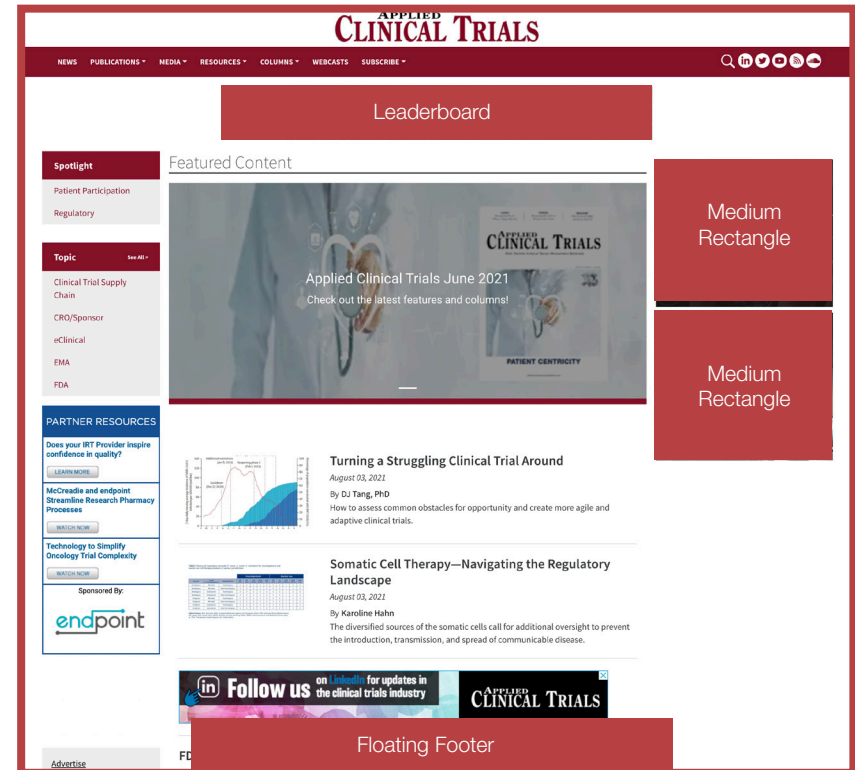 APPLIED
CLINICAL TRIALS
NEWS PUBLICATIONS MEDIA RESOURCES COLUMNS WEBCASTS SUBSCRIBE
Leaderboard
Spotlight
Patient Participation
Regulatory
Topic See All >
Clinical Trial Supply
Chain
CRO/Sponsor
eClinical
EMA
FDA
PARTNER RESOURCES
Does your IRT Provider inspire
confidence in quality?
LEARN MORE
McCreadie and endpoint
Streamline Research Pharmacy
Processes
WATCH NOW
Technology to Simplify
Oncology Trial Complexity
WATCH NOW
Sponsored By:
endpoint
Advertise
Featured Content
APPLIED
CLINICAL TRIALS
Applied Clinical Trials June 2021
Check out the latest features and columns!
PATIENT CENTRICITY
Turning a Struggling Clinical Trial Around
August 03, 2021
By DJ Tang, PhD
How to assess common obstacles for opportunity and create more agile and
adaptive clinical trials.
Somatic Cell Therapy—Navigating the Regulatory
Landscape
August 03, 2021
By Karoline Hahn
The diversified sources of the somatic cells call for additional oversight to prevent
the introduction, transmission, and spread of communicable disease.
in Follow us on LinkedIn for updates in
the clinical trials industry
APPLIED
CLINICAL TRIALS
Floating Footer
Medium
Rectangle
Medium
Rectangle